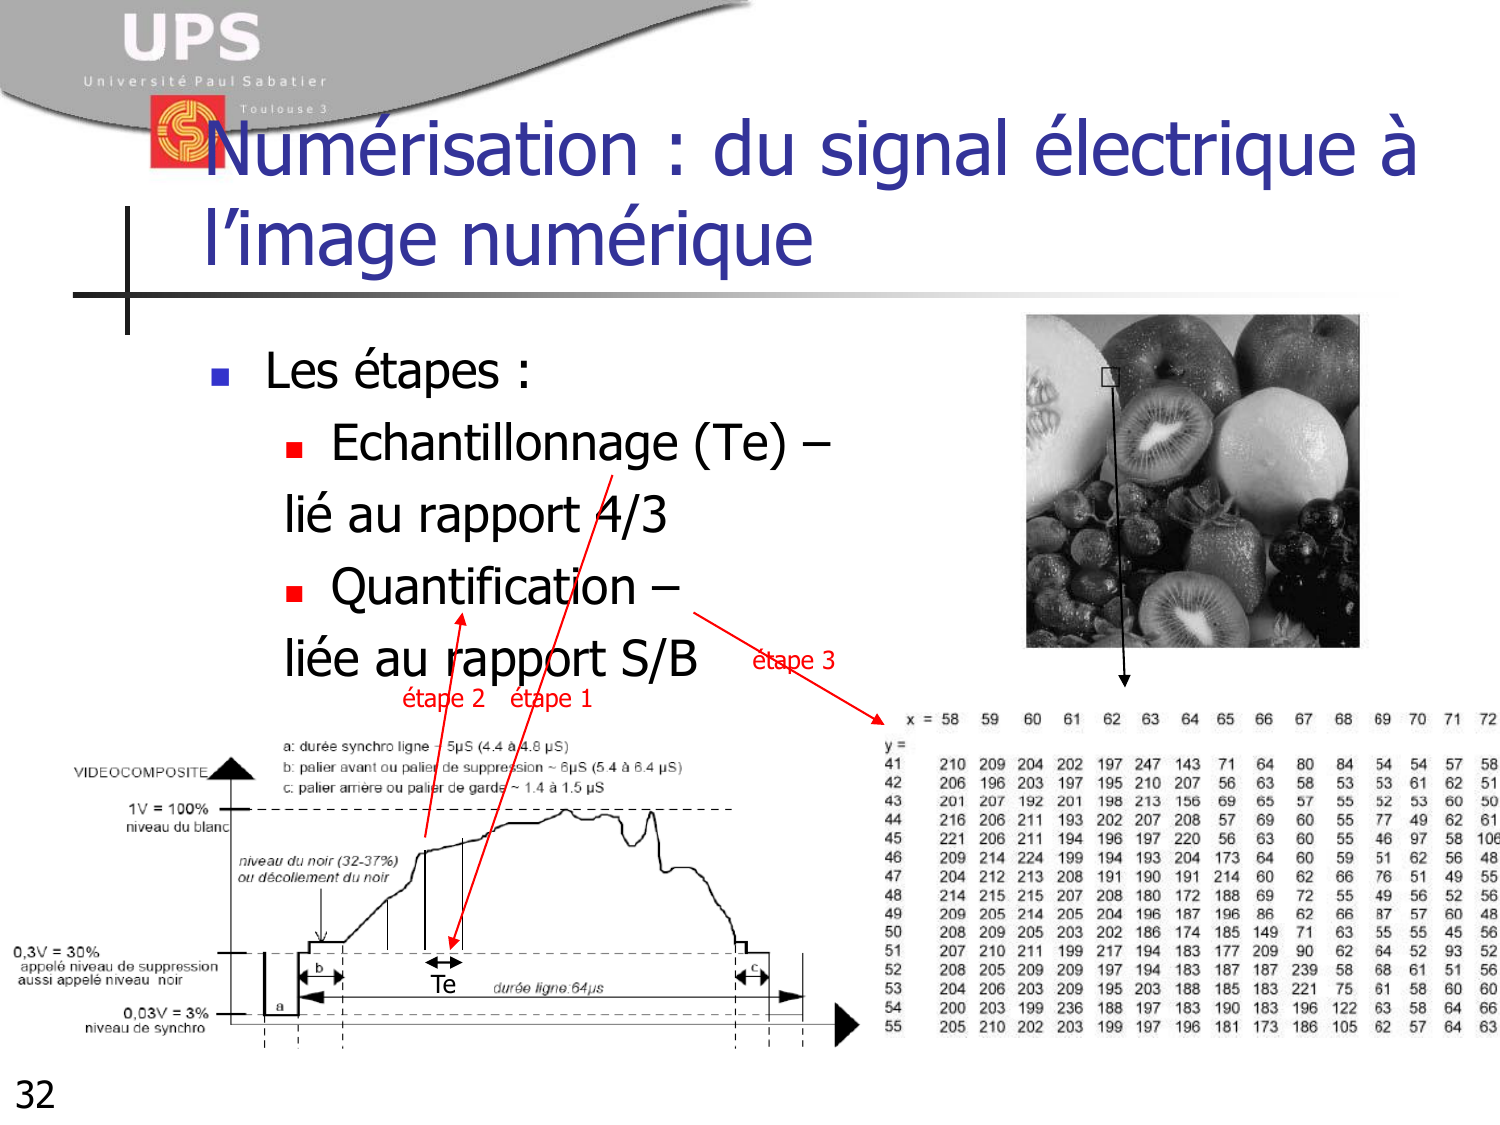 UPS
Université Paul Sabatier
Toulouse 3
Numérisation : du signal électrique à
l’image numérique
Les étapes :
Echantillonnage (Te) –
lié au rapport 4/3
Quantification –
liée au rapport S/B
étape 3
étape 2 étape 1
a: durée synchro ligne ~ 5µS (4.4 à 4.8 µS)
b: palier avant ou palier de suppression ~ 6µS (5.4 à 6.4 µS)
c: palier arrière ou palier de garde ~ 1.4 à 1.5 µS
VIDEOCOMPOSITE
1V = 100%
niveau du blanc
niveau du noir (32-37%)
ou décollement du noir
0,3V = 30%
appelé niveau de suppression
aussi appelé niveau noir
b
c
Te
durée ligne:64µs
a
0,03V = 3%
niveau de synchro
x = 58 59 60 61 62 63 64 65 66 67 68 69 70 71 72
y =
41 210 209 204 202 197 247 143 71 64 80 84 54 54 57 58
42 206 196 203 197 195 210 207 56 63 58 53 53 61 62 51
43 201 207 192 201 198 213 156 69 65 57 55 52 53 60 50
44 216 206 211 193 202 207 208 57 69 60 55 77 49 62 61
45 221 206 211 194 196 197 220 56 63 60 55 46 97 58 106
46 209 214 224 199 194 193 204 173 64 60 59 51 62 56 48
47 204 212 213 208 191 190 191 214 60 62 66 76 51 49 55
48 214 215 215 207 208 180 172 188 69 72 55 49 56 52 56
49 209 205 214 205 204 196 187 196 86 62 66 87 57 60 48
50 208 209 205 203 202 186 174 185 149 71 63 55 55 45 56
51 207 210 211 199 217 194 183 177 209 90 62 64 52 93 52
52 208 205 209 209 197 194 183 187 187 239 58 68 61 51 56
53 204 206 203 209 195 203 188 185 183 221 75 61 58 60 60
54 200 203 199 236 188 197 183 190 183 196 122 63 58 64 66
55 205 210 202 203 199 197 196 181 173 186 105 62 57 64 63
32